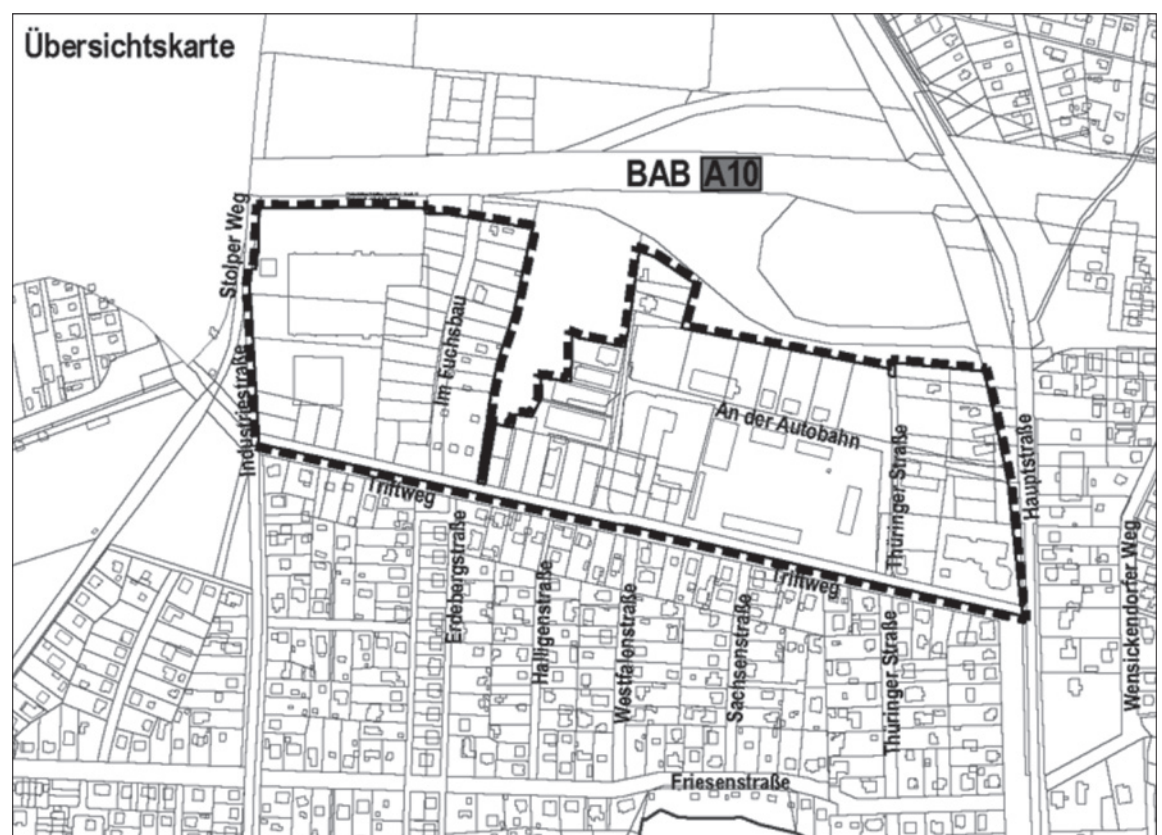 Übersichtskarte
BAB A10
Stolper Weg
Industriestraße
Im Fuchsbau
An der Autobahn
Thüringer Straße
Hauptstraße
Triftweg
Triftweg
Erdebergstraße
Halligenstraße
Westfalonstraße
Sachsenstraße
Thüringer Straße
Wensickendorfer Weg
Friesenstraße